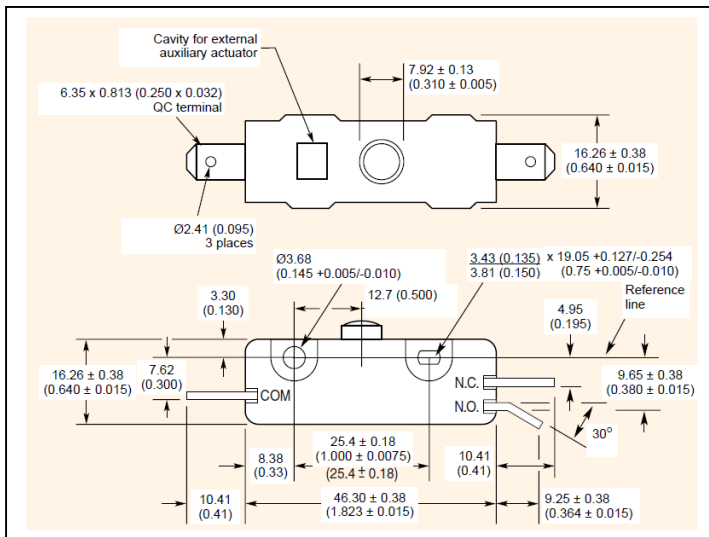 Cavity for external
auxiliary actuator
7.92 ± 0.13
(0.310 ± 0.005)
6.35 x 0.813 (0.250 x 0.032)
QC terminal
16.26 ± 0.38
(0.640 ± 0.015)
Ø2.41 (0.095)
3 places
Ø3.68
(0.145 +0.005/-0.010)
3.43 (0.135)
3.81 (0.150)
x 19.05 +0.127/-0.254
(0.75 +0.005/-0.010)
Reference
line
12.7 (0.500)
3.30
(0.130)
4.95
(0.195)
16.26 ± 0.38
(0.640 ± 0.015)
7.62
(0.300)
COM
N.C.
N.O.
9.65 ± 0.38
(0.380 ± 0.015)
30°
8.38
(0.33)
25.4 ± 0.18
(1.000 ± 0.0075)
(25.4 ± 0.18)
10.41
(0.41)
10.41
(0.41)
46.30 ± 0.38
(1.823 ± 0.015)
9.25 ± 0.38
(0.364 ± 0.015)